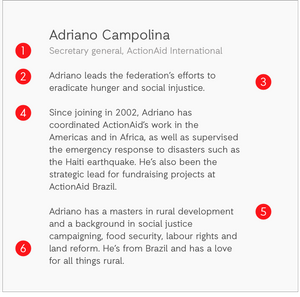 Adriano Campolina
1 Secretary general, ActionAid International
2 Adriano leads the federation's efforts to
eradicate hunger and social injustice. 3
4 Since joining in 2002, Adriano has
coordinated ActionAid's work in the
Americas and in Africa, as well as supervised
the emergency response to disasters such as
the Haiti earthquake. He's also been the
strategic lead for fundraising projects at
ActionAid Brazil.
Adriano has a masters in rural development 5
and a background in social justice
campaigning, food security, labour rights and
6 land reform. He's from Brazil and has a love
for all things rural.